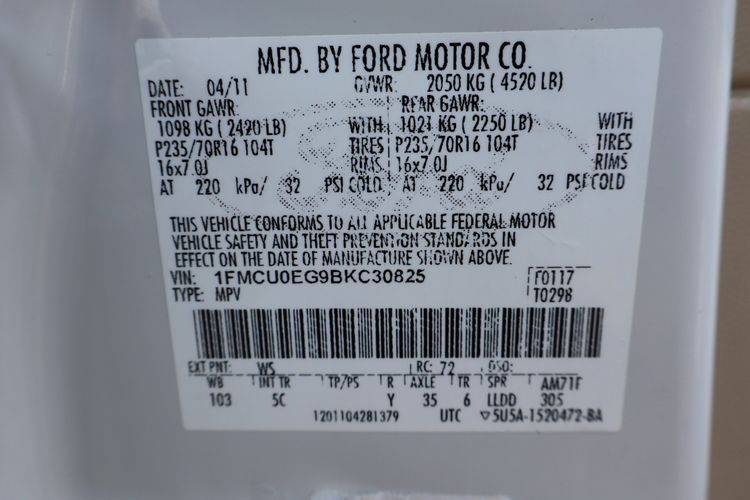 MFD. BY FORD MOTOR CO.
DATE: 04/11 GVWR: 2050 KG ( 4520 LB)
FRONT GAWR: REAR GAWR:
1098 KG ( 2420 LB) WITH 1021 KG ( 2250 LB) WITH
P235/70R16 104T TIRES P235/70R16 104T TIRES
16x7.0J RIMS 16x7.0J RIMS
AT 220 kPa/ 32 PSI COLD AT 220 kPa/ 32 PSI COLD
THIS VEHICLE CONFORMS TO ALL APPLICABLE FEDERAL MOTOR
VEHICLE SAFETY AND THEFT PREVENTION STANDARDS IN
EFFECT ON THE DATE OF MANUFACTURE SHOWN ABOVE.
VIN: 1FMCU0EG9BKC30825 F0117
TYPE: MPV T0298
EXT PNT: WS RC: 72 DSO:
WB INT TR TP/PS R AXLE TR SPR AM71F
103 5C Y 35 6 LLDD 305
1201104281379 UTC ▽5U5A-1520472-BA